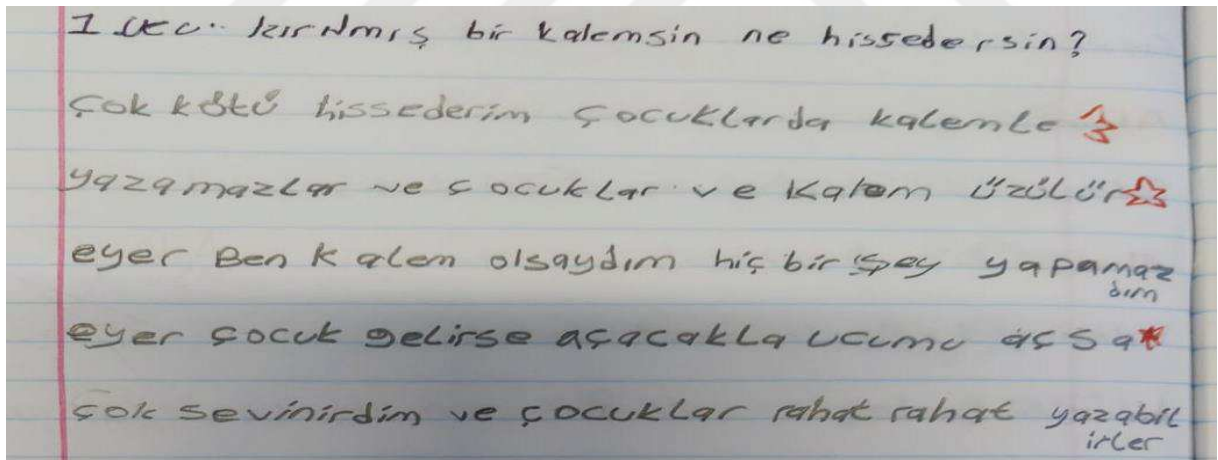 1 ucu kırılmış bir kalemsin ne hissedersin?
Çok kötü hissederim çocuklarda kalemle
yazamazlar ve çocuklar ve Kalem üzülür
eyer Ben kalem olsaydım hiç bir şey yapamaz
dım
eyer çocuk gelirse açacakla ucumu açsa
çok sevinirdim ve çocuklar rahat rahat yazabil
irler